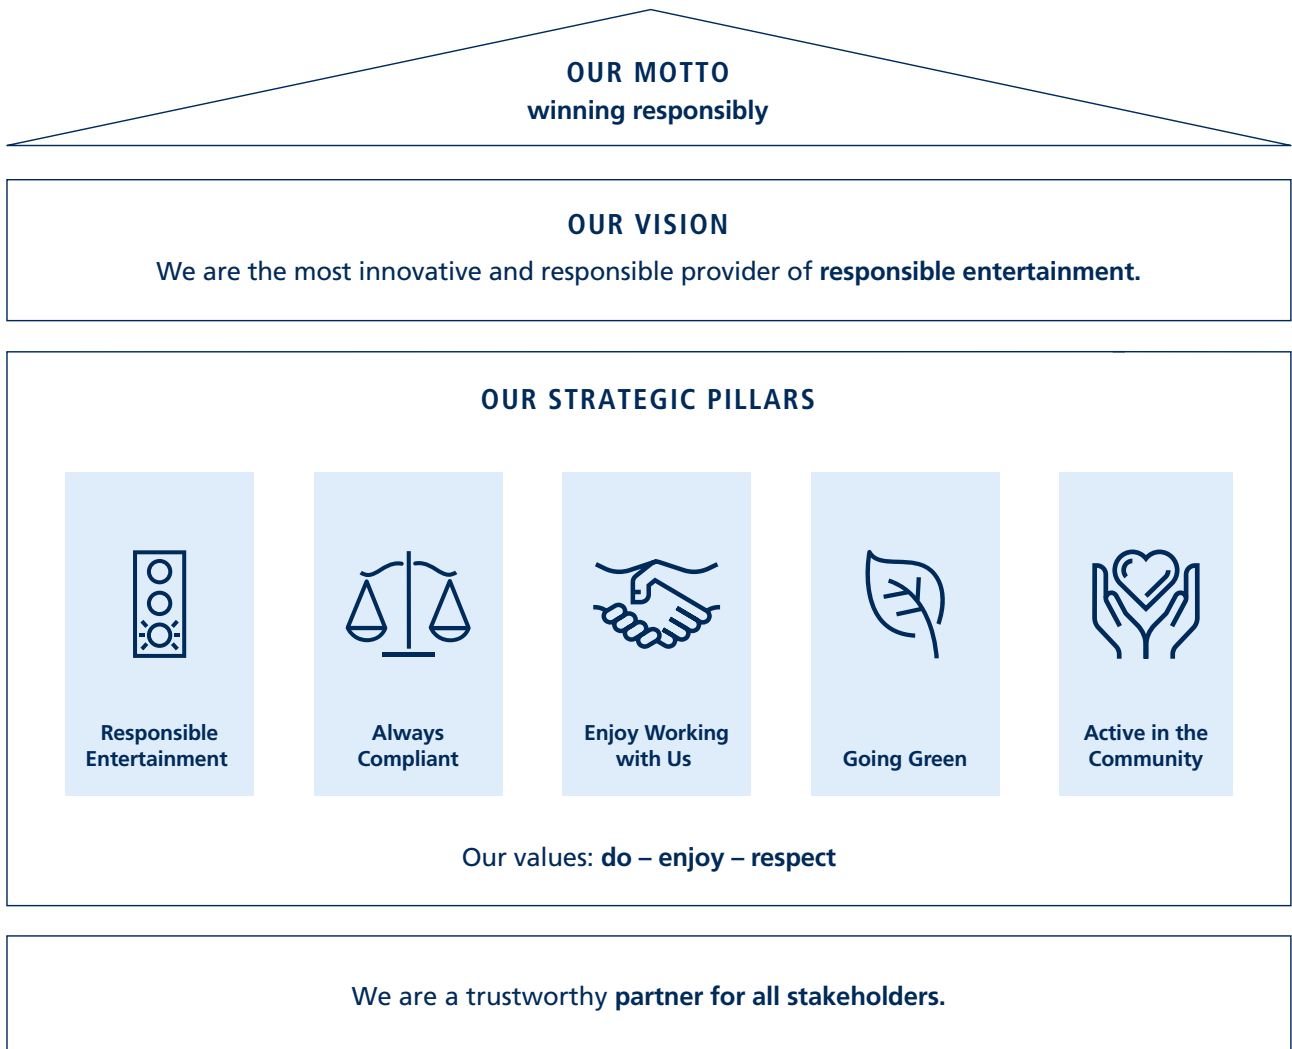 OUR MOTTO
winning responsibly
OUR VISION
We are the most innovative and responsible provider of responsible entertainment.
OUR STRATEGIC PILLARS
Responsible
Entertainment
Always
Compliant
Enjoy Working
with Us
Going Green
Active in the
Community
Our values: do – enjoy – respect
We are a trustworthy partner for all stakeholders.